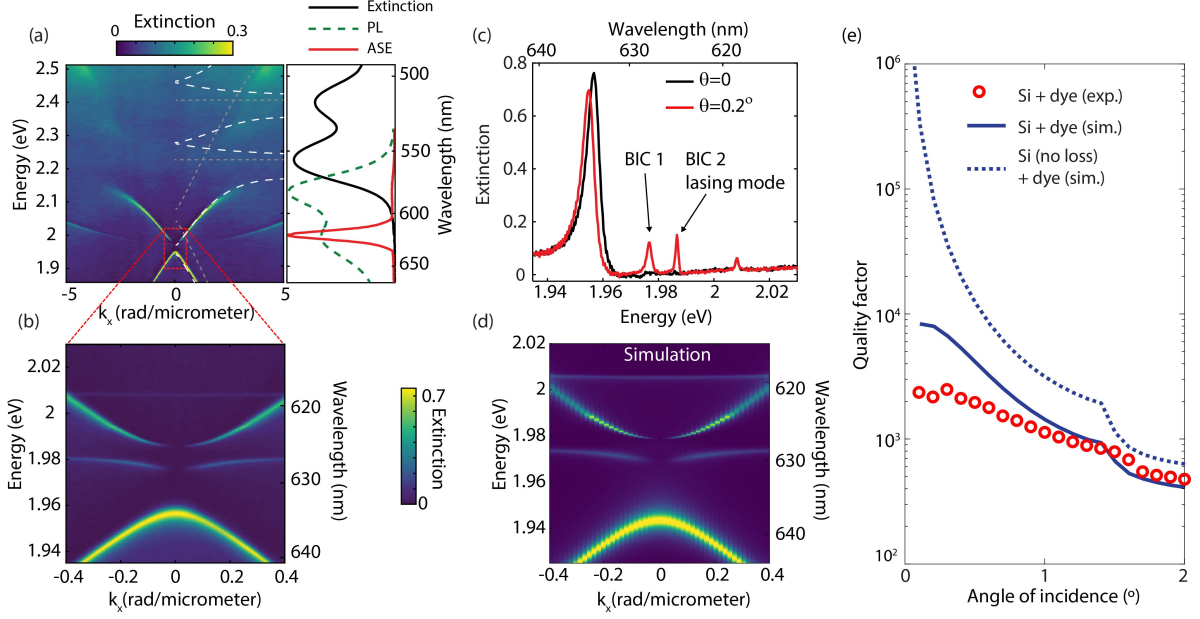 (a)
Extinction
0
0.3
Extinction
PL
ASE
2.5
2.4
2.3
2.2
2.1
2
1.9
Energy (eV)
-5
0
5
k_x (rad/micrometer)
500
550
600
650
Wavelength (nm)
(b)
2.02
2
1.98
1.96
1.94
Energy (eV)
-0.4
-0.2
0
0.2
0.4
k_x(rad/micrometer)
620
630
640
Wavelength (nm)
0.7
0
Extinction
(c)
Wavelength (nm)
640
630
620
0.8
0.6
0.4
0.2
0
Extinction
θ=0
θ=0.2°
BIC 1
BIC 2
lasing mode
1.94
1.96
1.98
2
2.02
Energy (eV)
(d)
Simulation
2.02
2
1.98
1.96
1.94
Energy (eV)
-0.4
-0.2
0
0.2
0.4
k_x(rad/micrometer)
620
630
640
Wavelength (nm)
(e)
10^6
10^5
10^4
10^3
10^2
Quality factor
Si + dye (exp.)
Si + dye (sim.)
Si (no loss)
+ dye (sim.)
0
1
2
Angle of incidence (º)